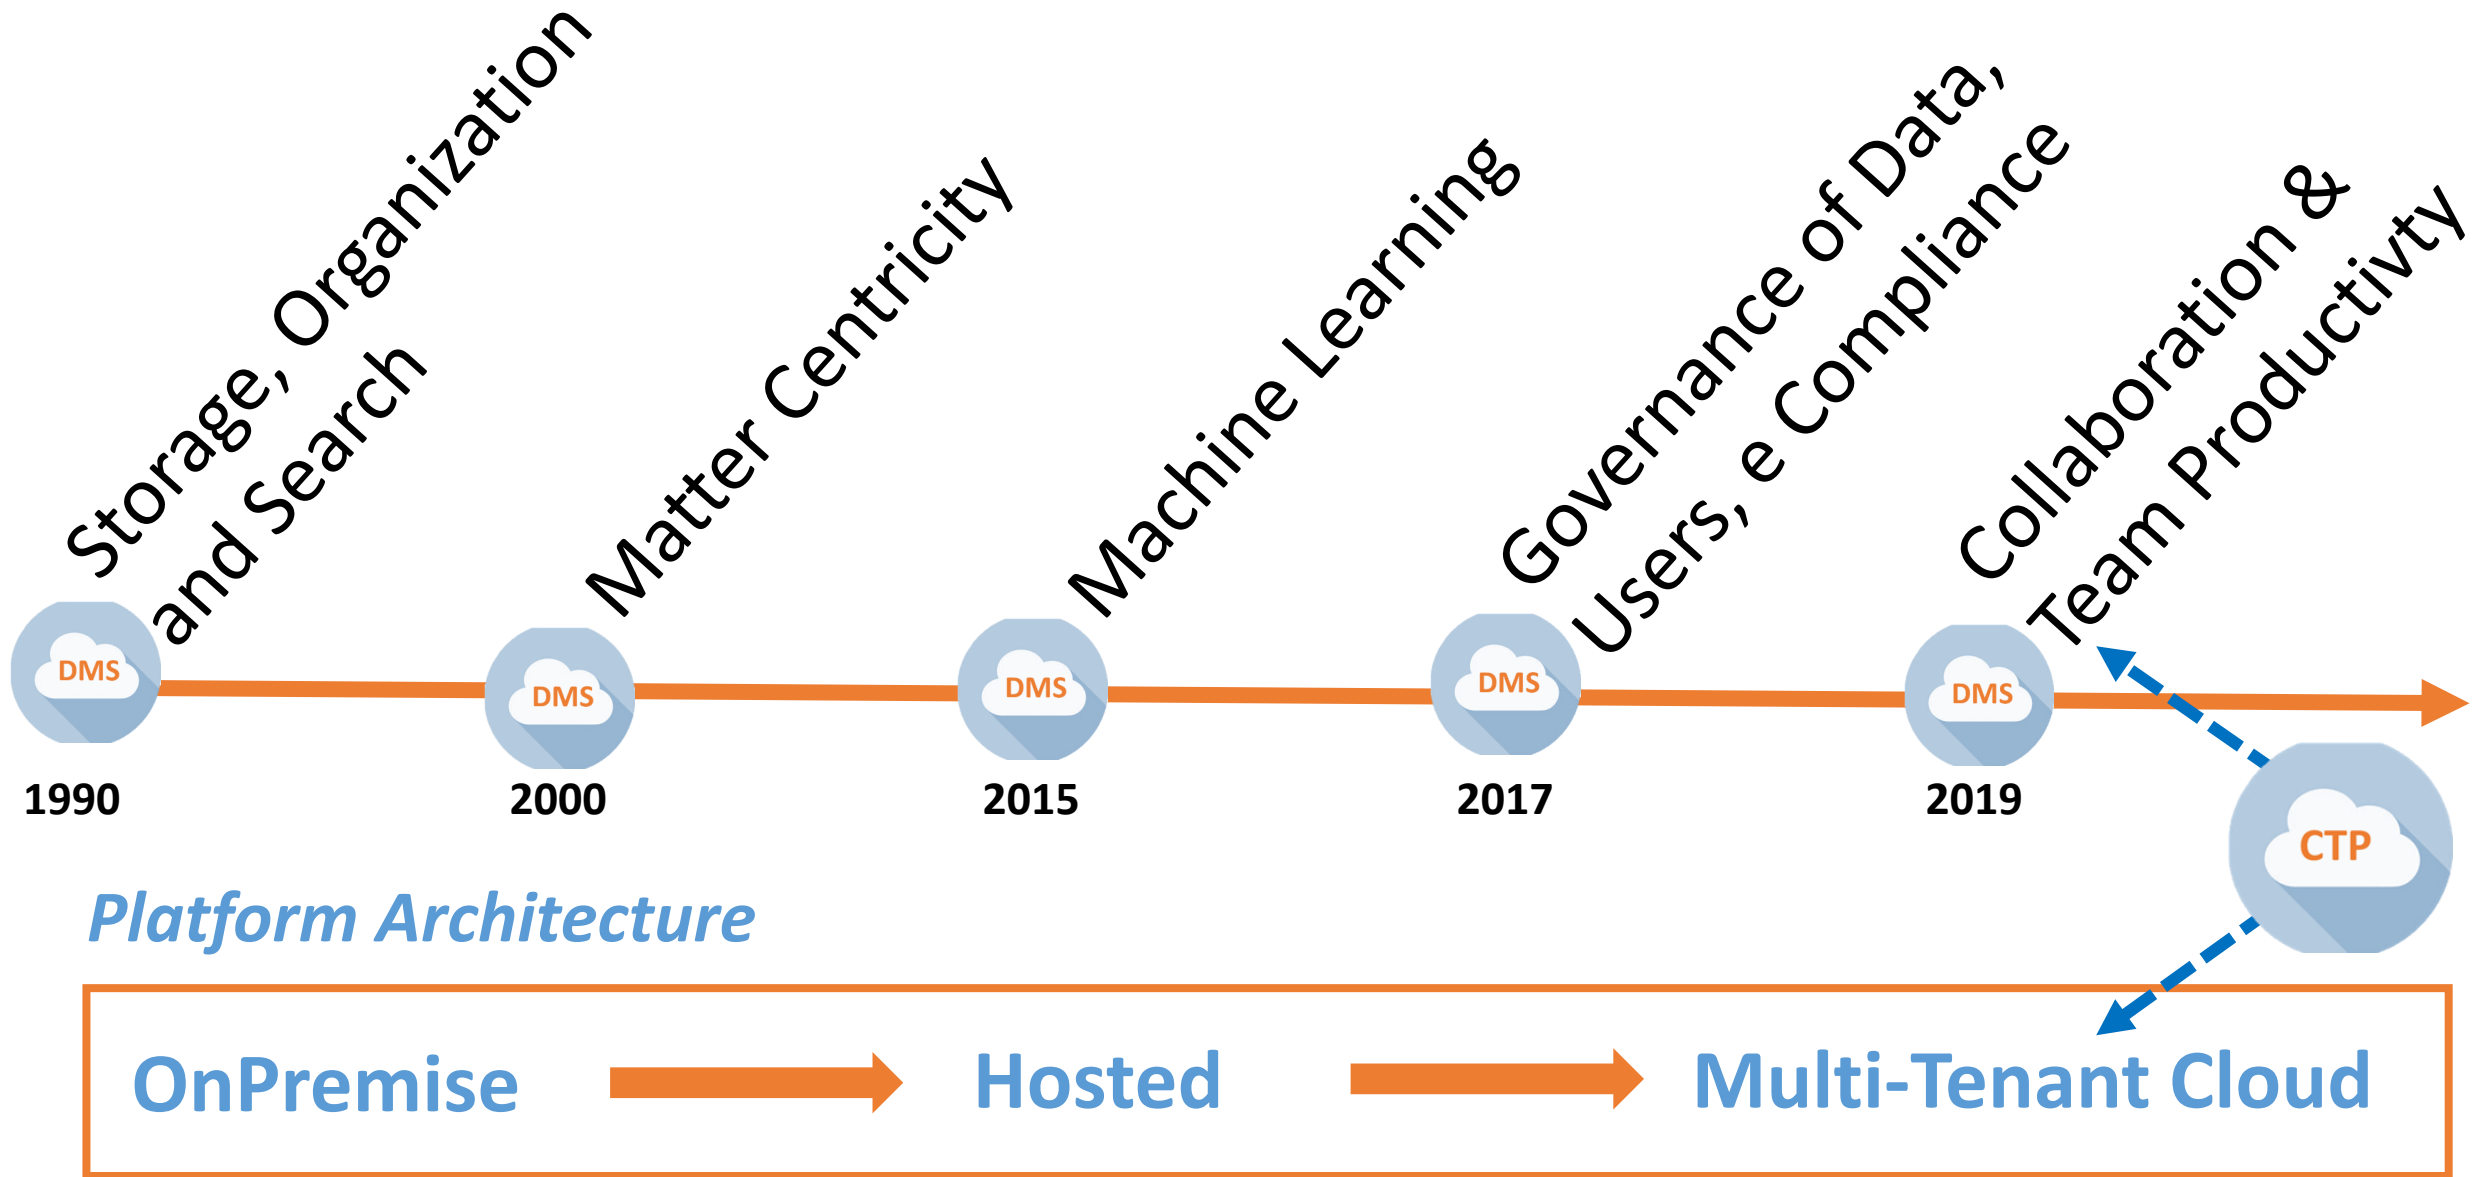 Storage, Organization
and Search
Matter Centricity
Machine Learning
Governance of Data,
Users, e Compliance
Collaboration &
Team Productivty
DMS
DMS
DMS
DMS
DMS
1990
2000
2015
2017
2019
CTP
Platform Architecture
OnPremise
Hosted
Multi-Tenant Cloud